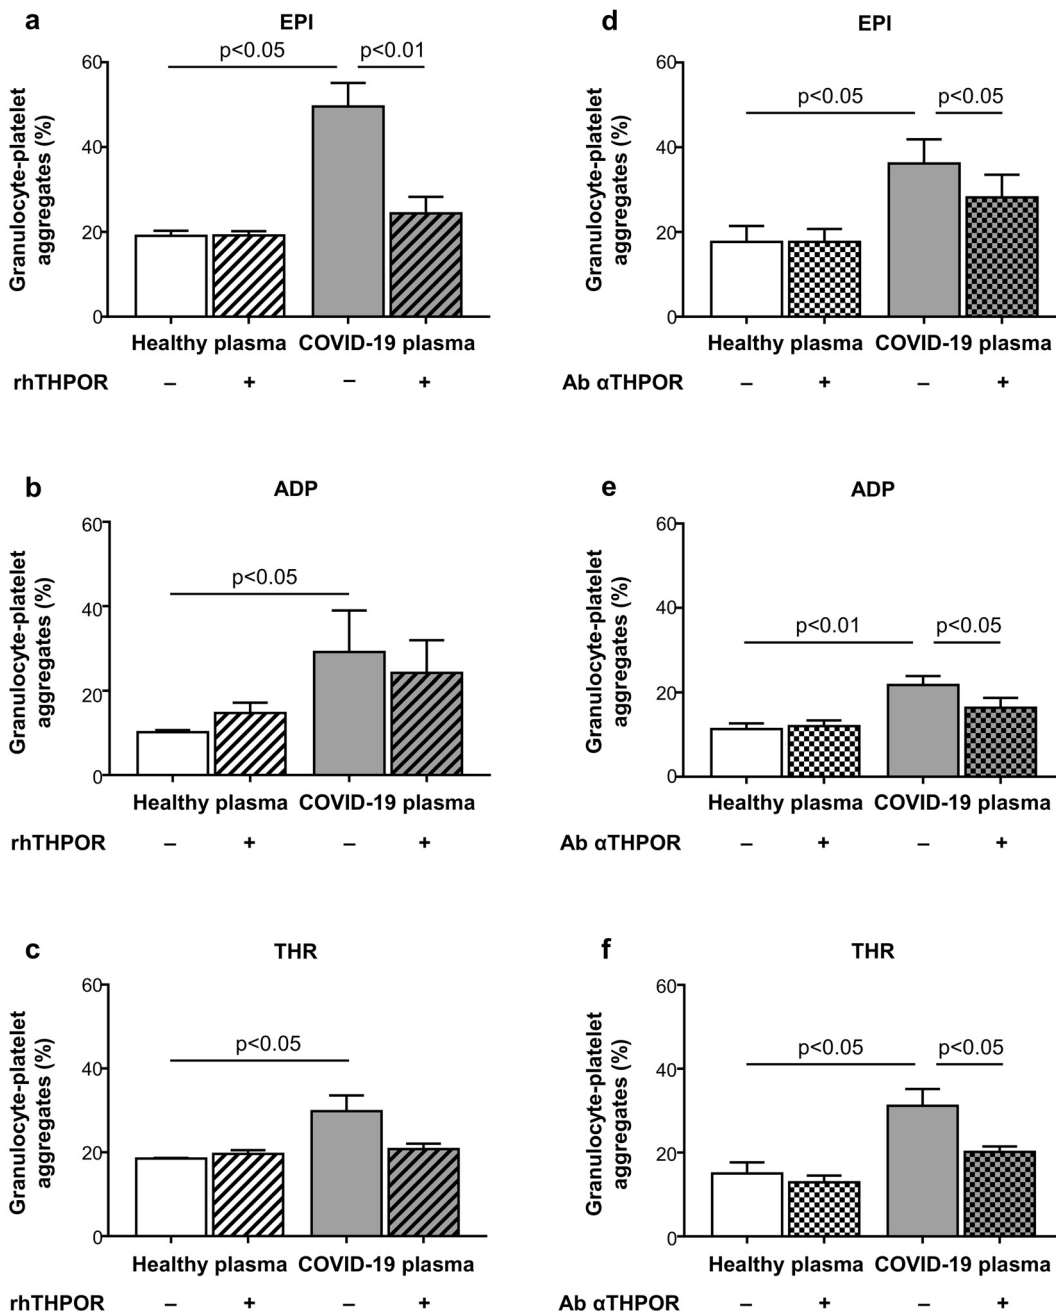 a
EPI
Granulocyte-platelet
aggregates (%)
60
40
20
0
p<0.05
p<0.01
Healthy plasma
COVID-19 plasma
rhTHPOR
–
+
–
+
d
EPI
Granulocyte-platelet
aggregates (%)
60
40
20
0
p<0.05
p<0.05
Healthy plasma
COVID-19 plasma
Ab αTHPOR
–
+
–
+
b
ADP
Granulocyte-platelet
aggregates (%)
60
40
20
0
p<0.05
Healthy plasma
COVID-19 plasma
rhTHPOR
–
+
–
+
e
ADP
Granulocyte-platelet
aggregates (%)
60
40
20
0
p<0.01
p<0.05
Healthy plasma
COVID-19 plasma
Ab αTHPOR
–
+
–
+
c
THR
Granulocyte-platelet
aggregates (%)
60
40
20
0
p<0.05
Healthy plasma
COVID-19 plasma
rhTHPOR
–
+
–
+
f
THR
Granulocyte-platelet
aggregates (%)
60
40
20
0
p<0.05
p<0.05
Healthy plasma
COVID-19 plasma
Ab αTHPOR
–
+
–
+